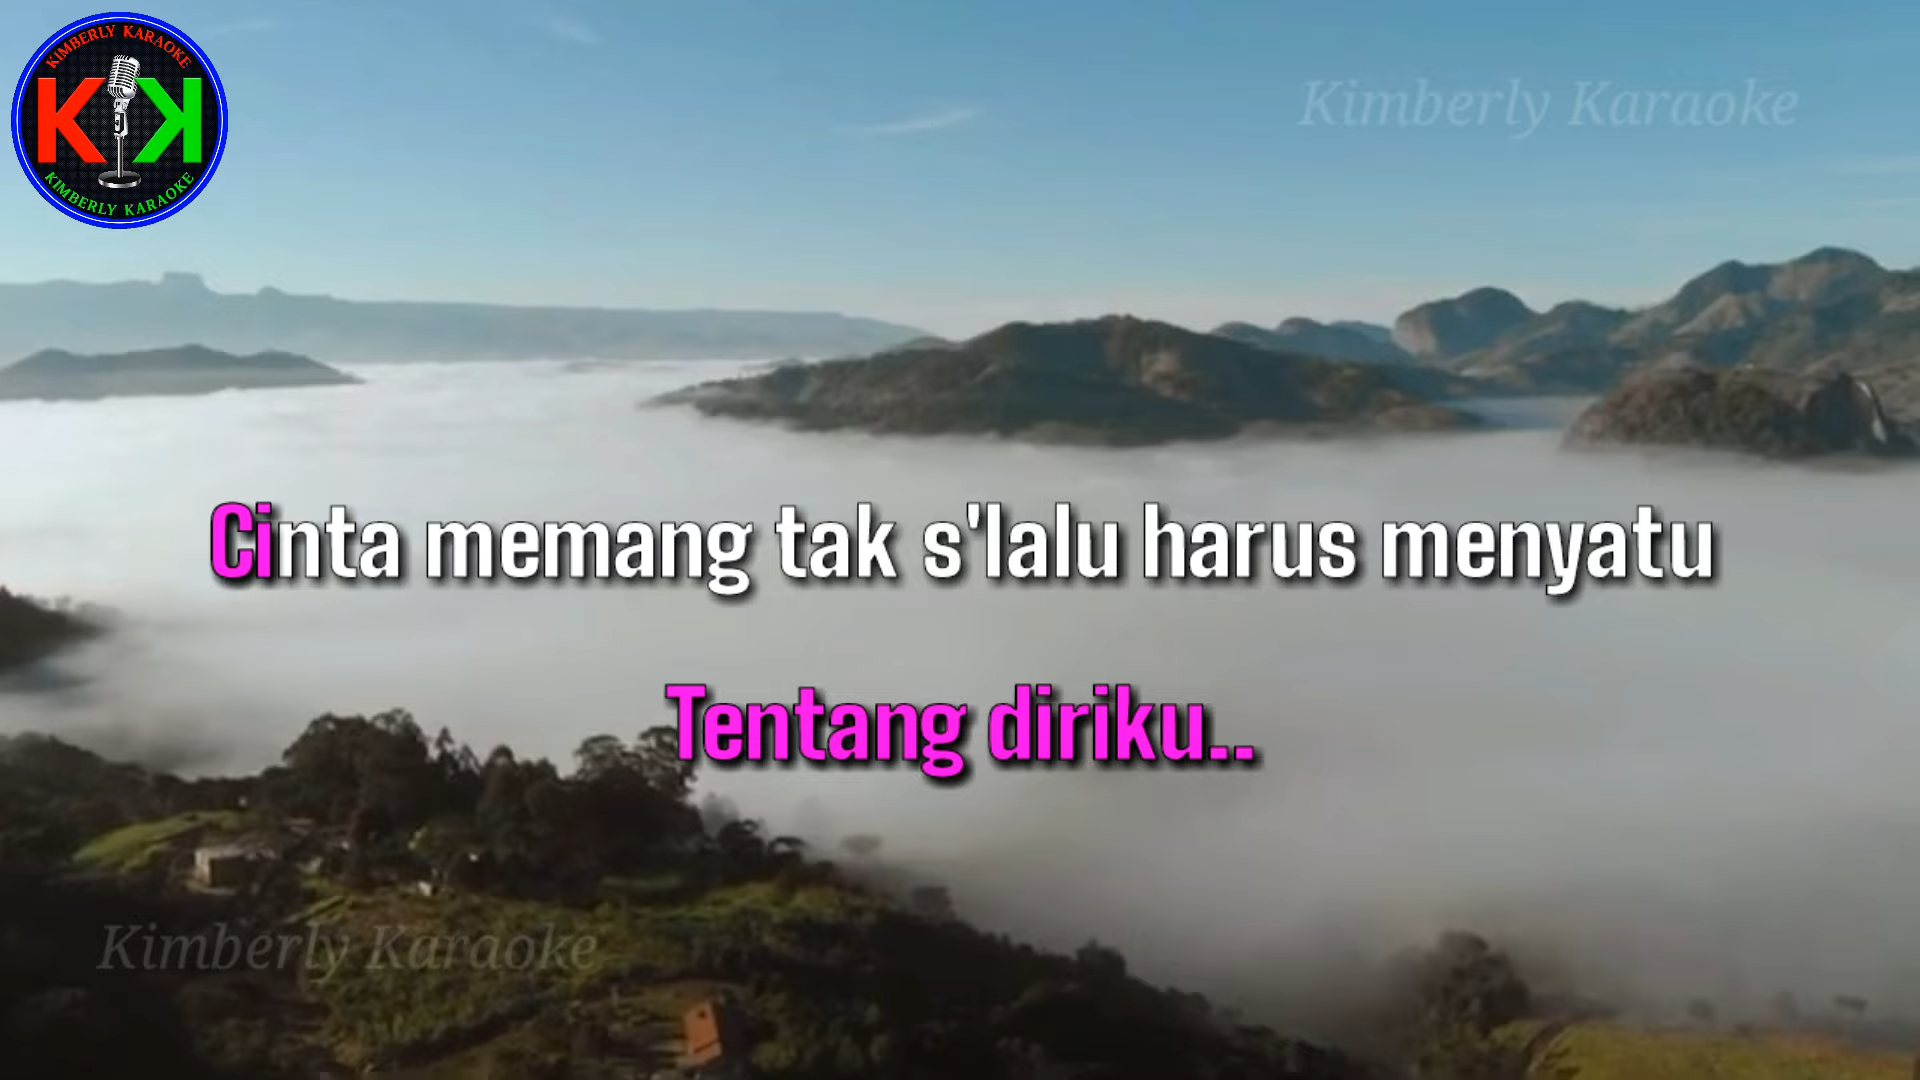 KIMBERLY KARAOKE
K K
KIMBERLY KARAOKE
Kimberly Karaoke
Cinta memang tak s'lalu harus menyatu
Tentang diriku..
Kimberly Karaoke